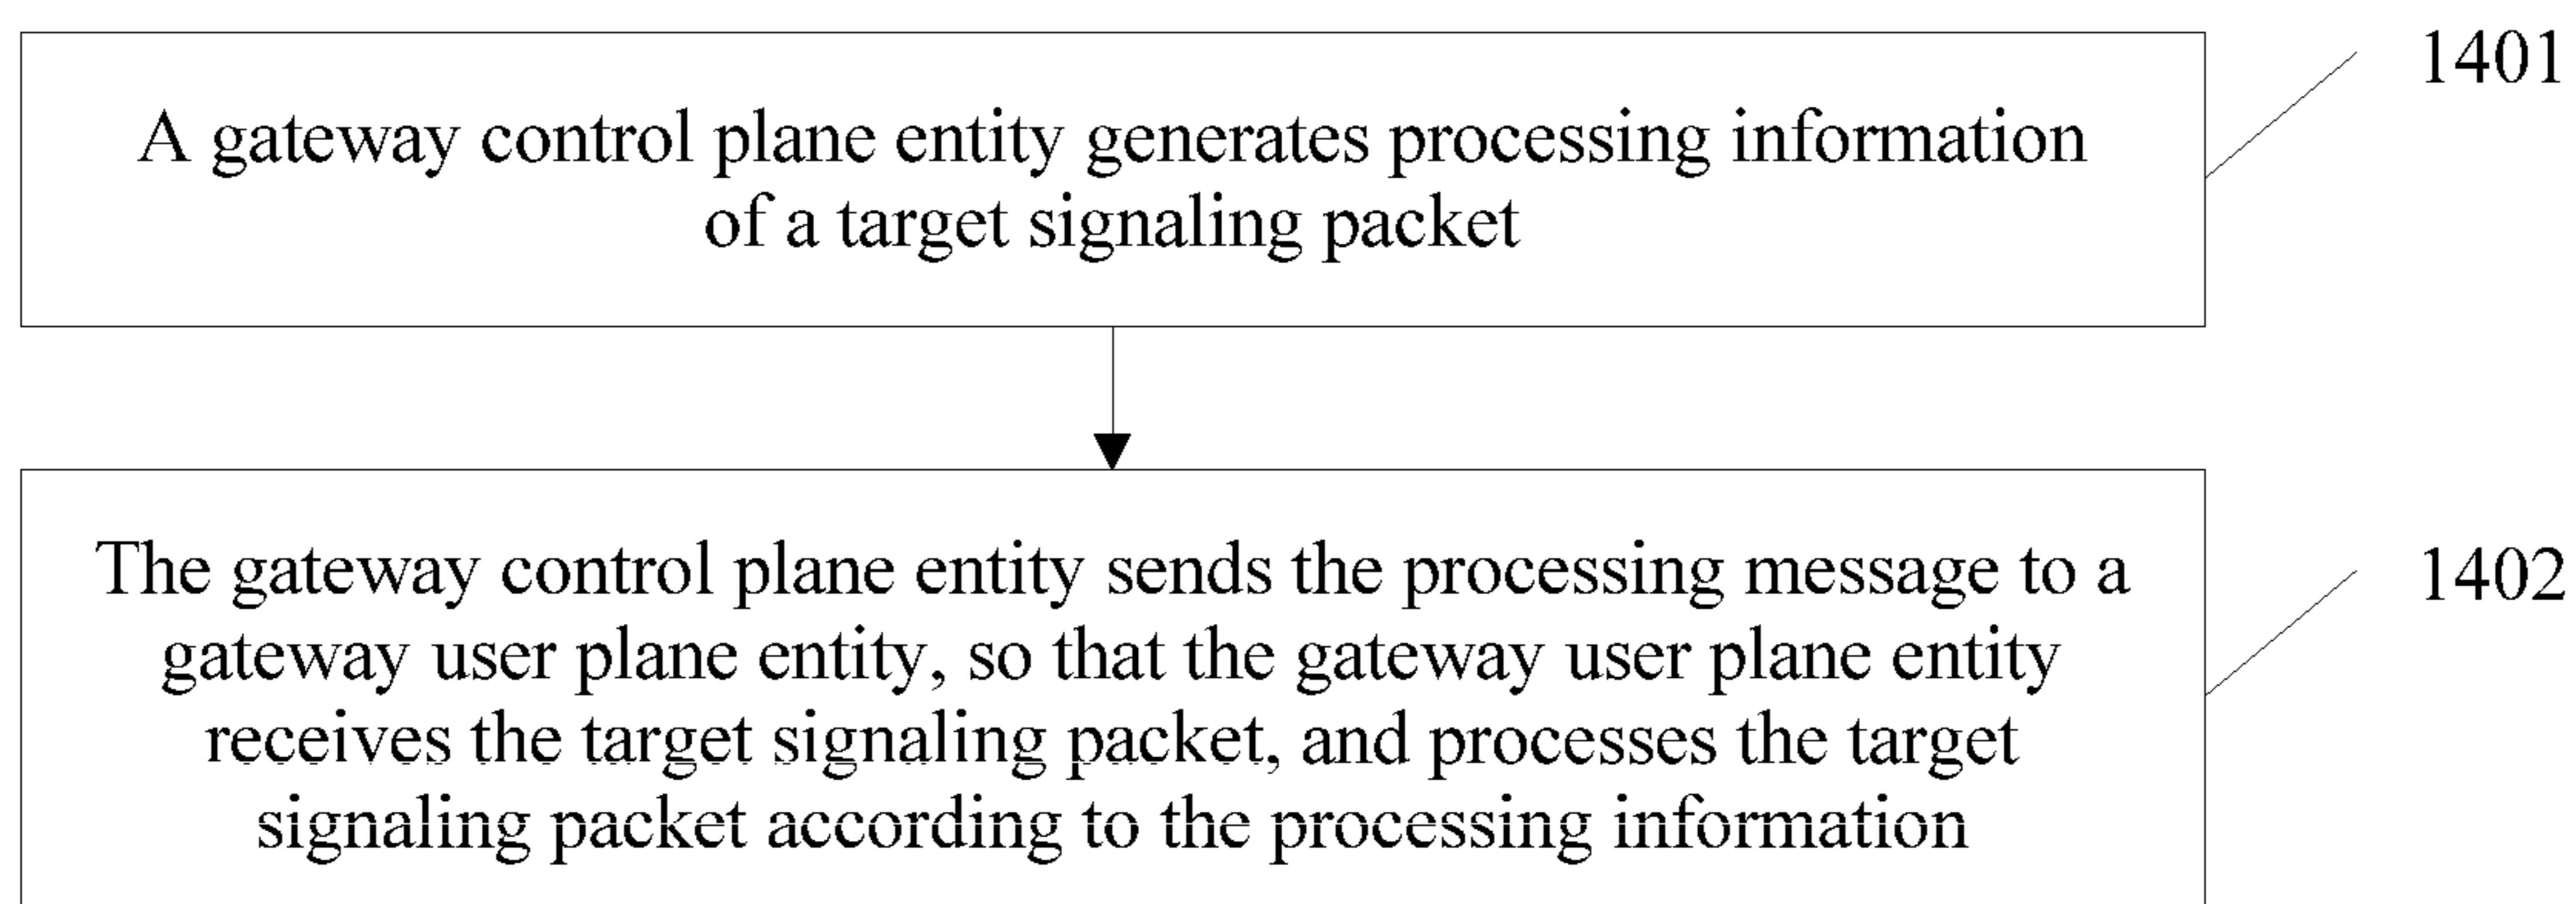 A gateway control plane entity generates processing information
of a target signaling packet
1401
The gateway control plane entity sends the processing message to a
gateway user plane entity, so that the gateway user plane entity
receives the target signaling packet, and processes the target
signaling packet according to the processing information
1402